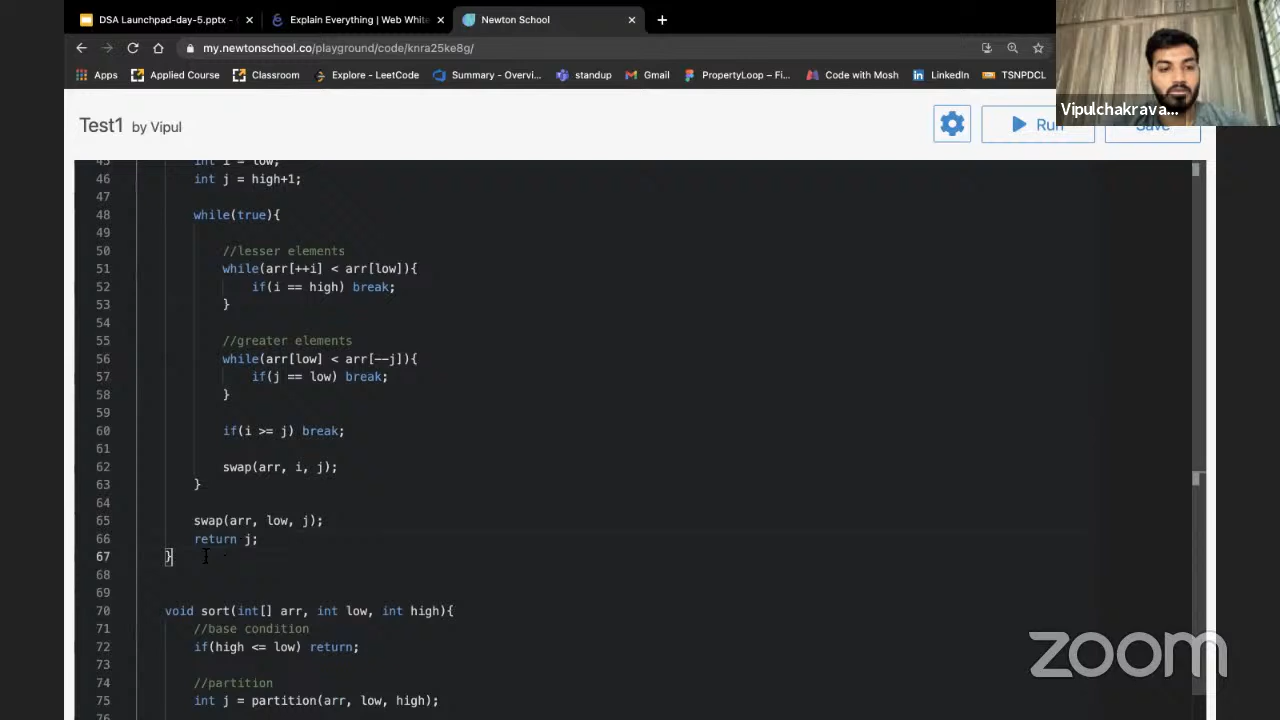 DSA Launchpad-day-5.pptx -
Explain Everything | Web White
Newton School
my.newtonschool.co/playground/code/knra25ke8g/
Apps
Applied Course
Classroom
Explore - LeetCode
Summary - Overvi...
standup
Gmail
PropertyLoop – Fi...
Code with Mosh
LinkedIn
TSNPDCL
Vipulchakrava...
Test1 by Vipul
Run
Save
45 int i = low;
46 int j = high+1;
47
48 while(true){
49
50 //lesser elements
51 while(arr[++i] < arr[low]){
52 if(i == high) break;
53 }
54
55 //greater elements
56 while(arr[low] < arr[--j]){
57 if(j == low) break;
58 }
59
60 if(i >= j) break;
61
62 swap(arr, i, j);
63 }
64
65 swap(arr, low, j);
66 return j;
67 }
68
69
70 void sort(int[] arr, int low, int high){
71 //base condition
72 if(high <= low) return;
73
74 //partition
75 int j = partition(arr, low, high);
76
zoom